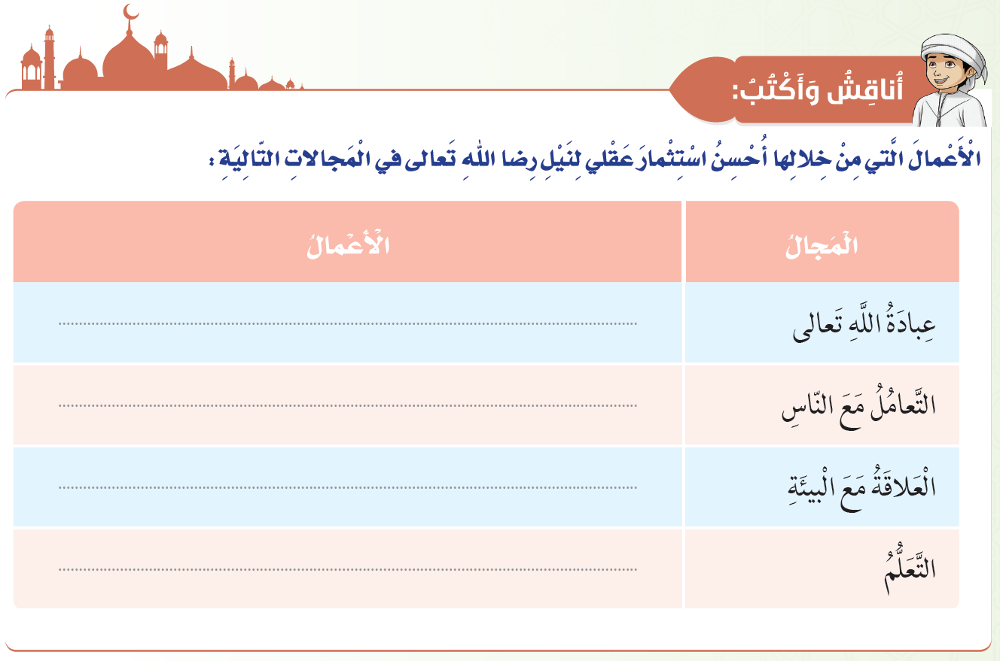 أُناقِشُ وَأَكْتُبُ:
الْأَعْمالَ الَّتي مِنْ خِلالِها أُحْسِنُ اسْتِثْمارَ عَقْلي لِنَيْلِ رِضا اللهِ تَعالى في الْمَجالاتِ التّالِيَةِ :
الْمَجالُ الْأَعْمالُ
عِبادَةُ اللَّهِ تَعالى ........................................
التَّعامُلُ مَعَ النّاسِ ........................................
الْعَلاقَةُ مَعَ الْبيئَةِ ........................................
التَّعَلُّمُ ........................................